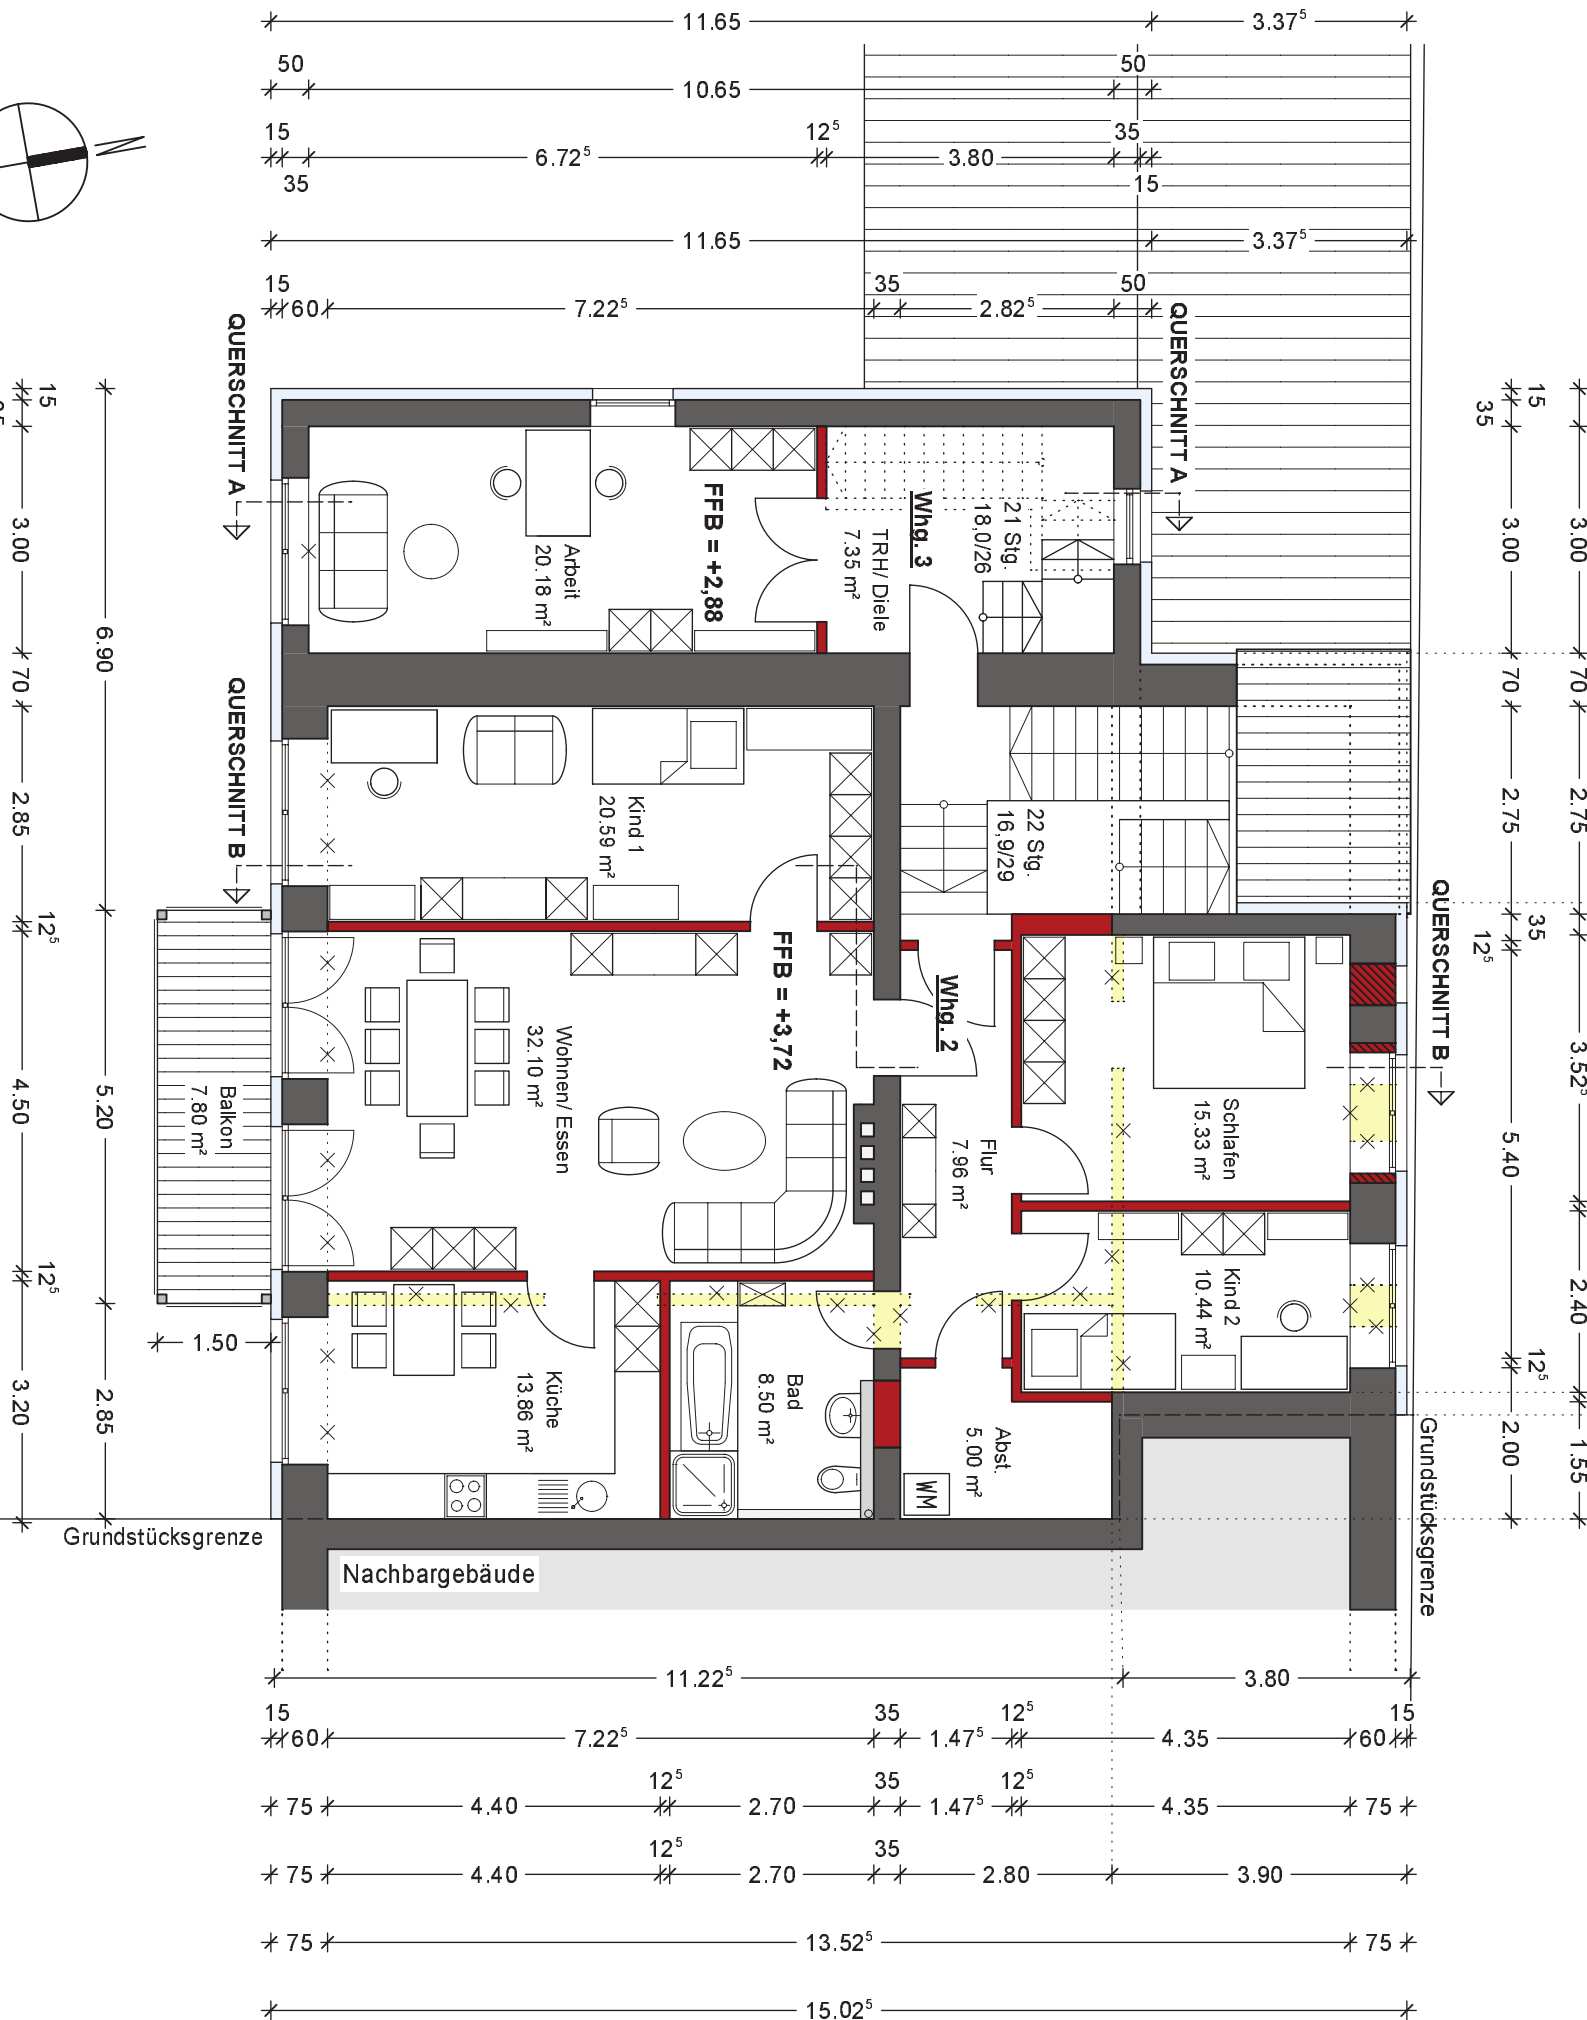 11.65
3.37⁵
50
50
10.65
15
12⁵
35
6.72⁵
3.80
35
15
11.65
3.37⁵
15
35
50
60
7.22⁵
2.82⁵
N
QUERSCHNITT A
QUERSCHNITT A
QUERSCHNITT B
QUERSCHNITT B
15
3.00
70
2.85
12⁵
4.50
12⁵
3.20
6.90
5.20
2.85
1.50
15
35
3.00
70
2.75
35
12⁵
5.40
12⁵
2.00
3.00
70
2.75
3.52⁵
2.40
1.55
Arbeit
20.18 m²
FFB = +2,88
TRH/ Diele
7.35 m²
Whg. 3
21 Stg.
18,0/26
Kind 1
20.59 m²
22 Stg.
16,9/29
FFB = +3,72
Whg. 2
Wohnen/ Essen
32.10 m²
Balkon
7.80 m²
Flur
7.96 m²
Schlafen
15.33 m²
Kind 2
10.44 m²
Küche
13.86 m²
Bad
8.50 m²
Abst.
5.00 m²
WM
Grundstücksgrenze
Grundstücksgrenze
Nachbargebäude
11.22⁵
3.80
15
35
12⁵
15
60
7.22⁵
1.47⁵
4.35
60
12⁵
35
12⁵
75
4.40
2.70
1.47⁵
4.35
75
12⁵
35
75
4.40
2.70
2.80
3.90
75
13.52⁵
75
15.02⁵